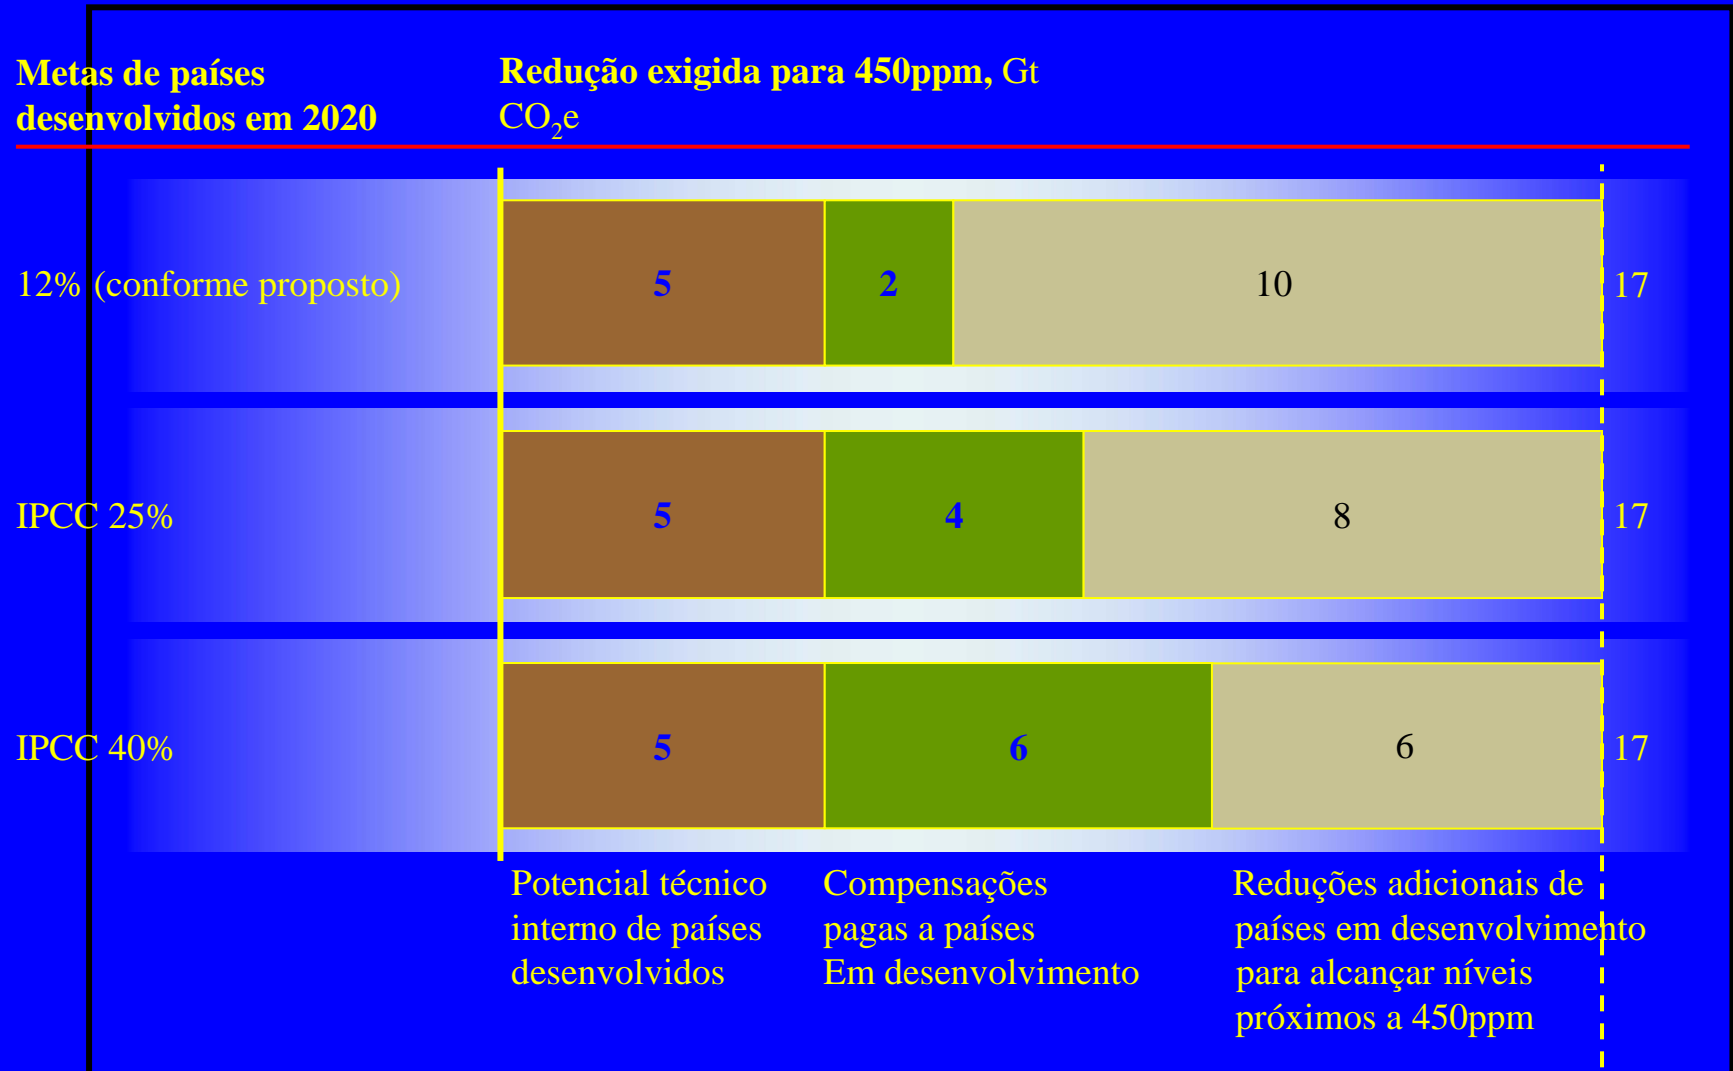 Metas de países
desenvolvidos em 2020
Redução exigida para 450ppm, Gt
CO₂e
12% (conforme proposto)
5
2
10
17
IPCC 25%
5
4
8
17
IPCC 40%
5
6
6
17
Potencial técnico
interno de países
desenvolvidos
Compensações
pagas a países
Em desenvolvimento
Reduções adicionais de
países em desenvolvimento
para alcançar níveis
próximos a 450ppm